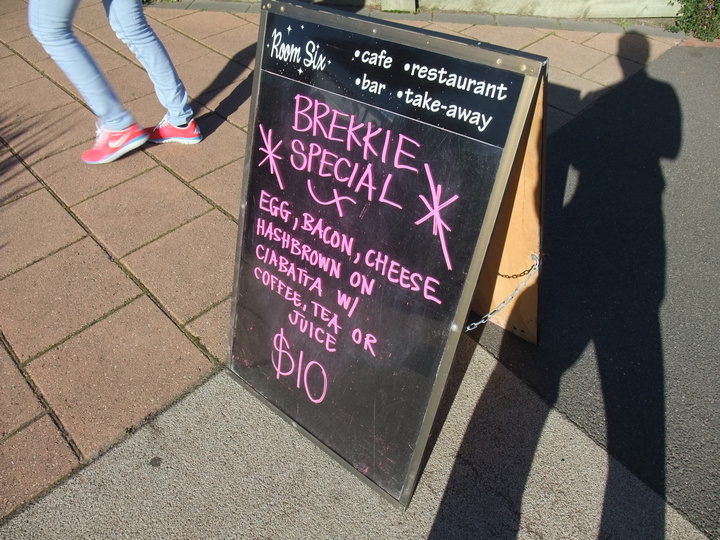 Room Six
•cafe •restaurant
•bar •take-away
BREKKIE
SPECIAL
EGG, BACON, CHEESE
HASHBROWN ON
CIABATTA W/
COFFEE, TEA OR
JUICE
$10